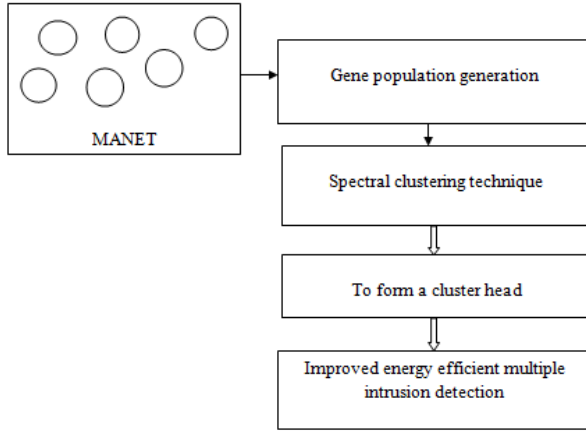 MANET
Gene population generation
Spectral clustering technique
To form a cluster head
Improved energy efficient multiple
intrusion detection